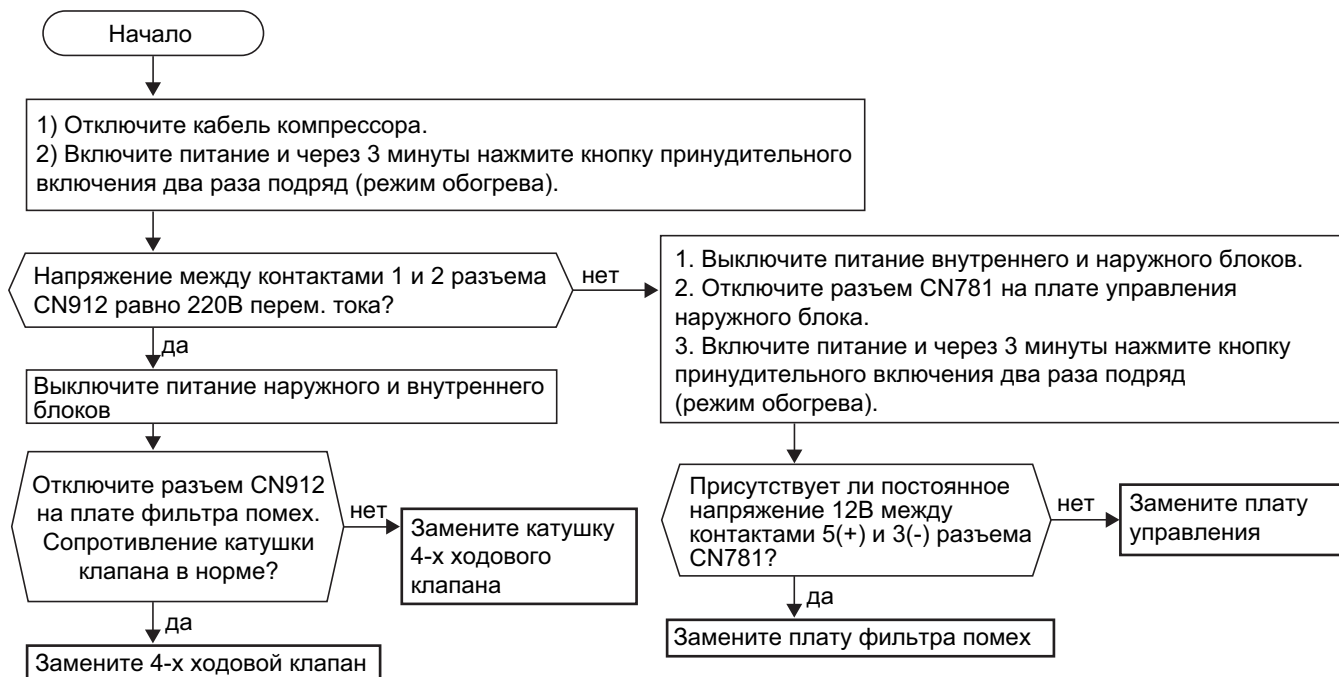 Начало
1) Отключите кабель компрессора.
2) Включите питание и через 3 минуты нажмите кнопку принудительного
включения два раза подряд (режим обогрева).
Напряжение между контактами 1 и 2 разъема
CN912 равно 220В перем. тока?
нет
1. Выключите питание внутреннего и наружного блоков.
2. Отключите разъем CN781 на плате управления
наружного блока.
3. Включите питание и через 3 минуты нажмите кнопку
принудительного включения два раза подряд
(режим обогрева).
да
Выключите питание наружного и внутреннего
блоков
Отключите разъем CN912
на плате фильтра помех.
Сопротивление катушки
клапана в норме?
нет
Замените катушку
4-х ходового
клапана
Присутствует ли постоянное
напряжение 12В между
контактами 5(+) и 3(-) разъема
CN781?
нет
Замените плату
управления
да
Замените 4-х ходовой клапан
да
Замените плату фильтра помех